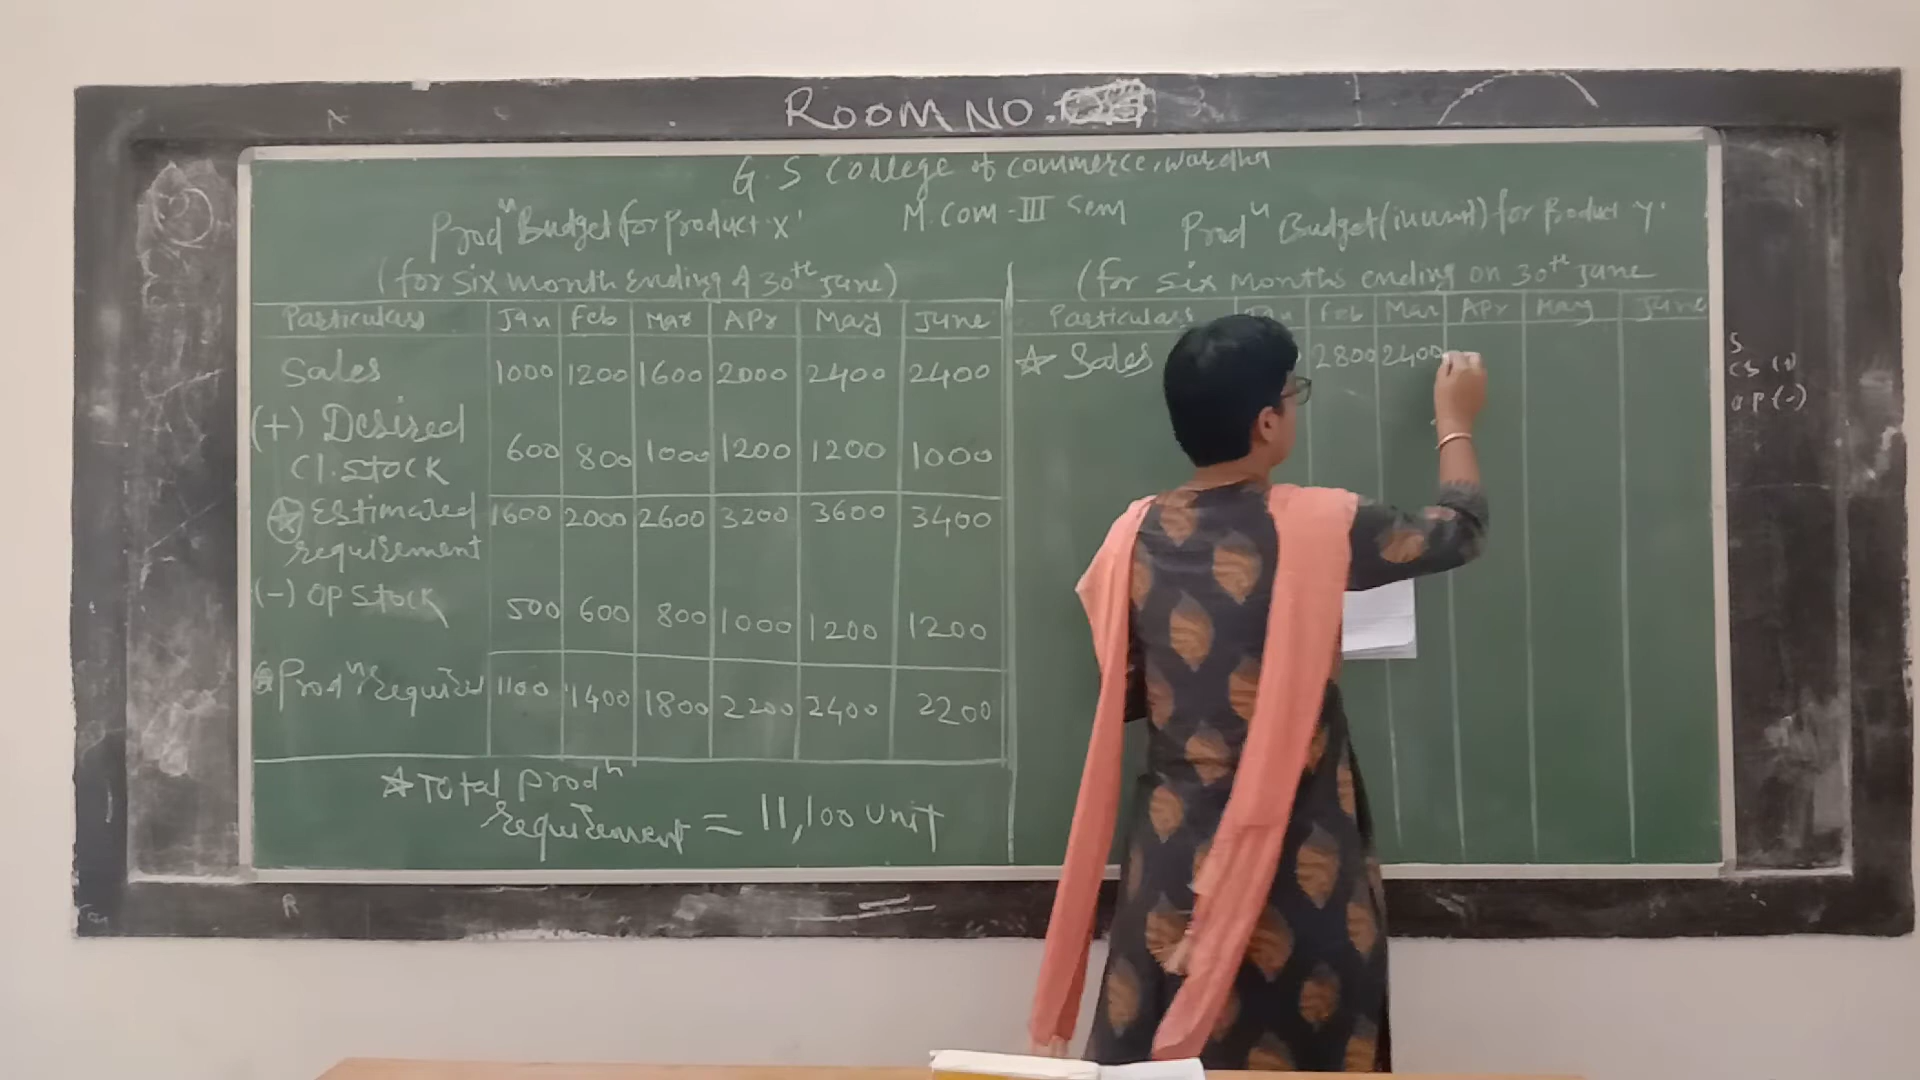 ROOM NO.
G.S College of commerce, wardha
M.Com-III Sem
Prodⁿ Budget for Product 'X'
(for six month Ending of 30th June)
Particulars Jan Feb Mar APr May June
Sales 1000 1200 1600 2000 2400 2400
(+) Desired Cl.Stock 600 800 1000 1200 1200 1000
Estimated requirement 1600 2000 2600 3200 3600 3400
(-) OP Stock 500 600 800 1000 1200 1200
Prodⁿ required 1100 1400 1800 2200 2400 2200
Total Prodⁿ
requirement = 11,100 unit
Prodⁿ Budget (in unit) for Product 'Y'
(for six Months ending on 30th June
Particulars Jan Feb Mar APr May June
Sales 2800 2400
S
CS (+)
OP (-)